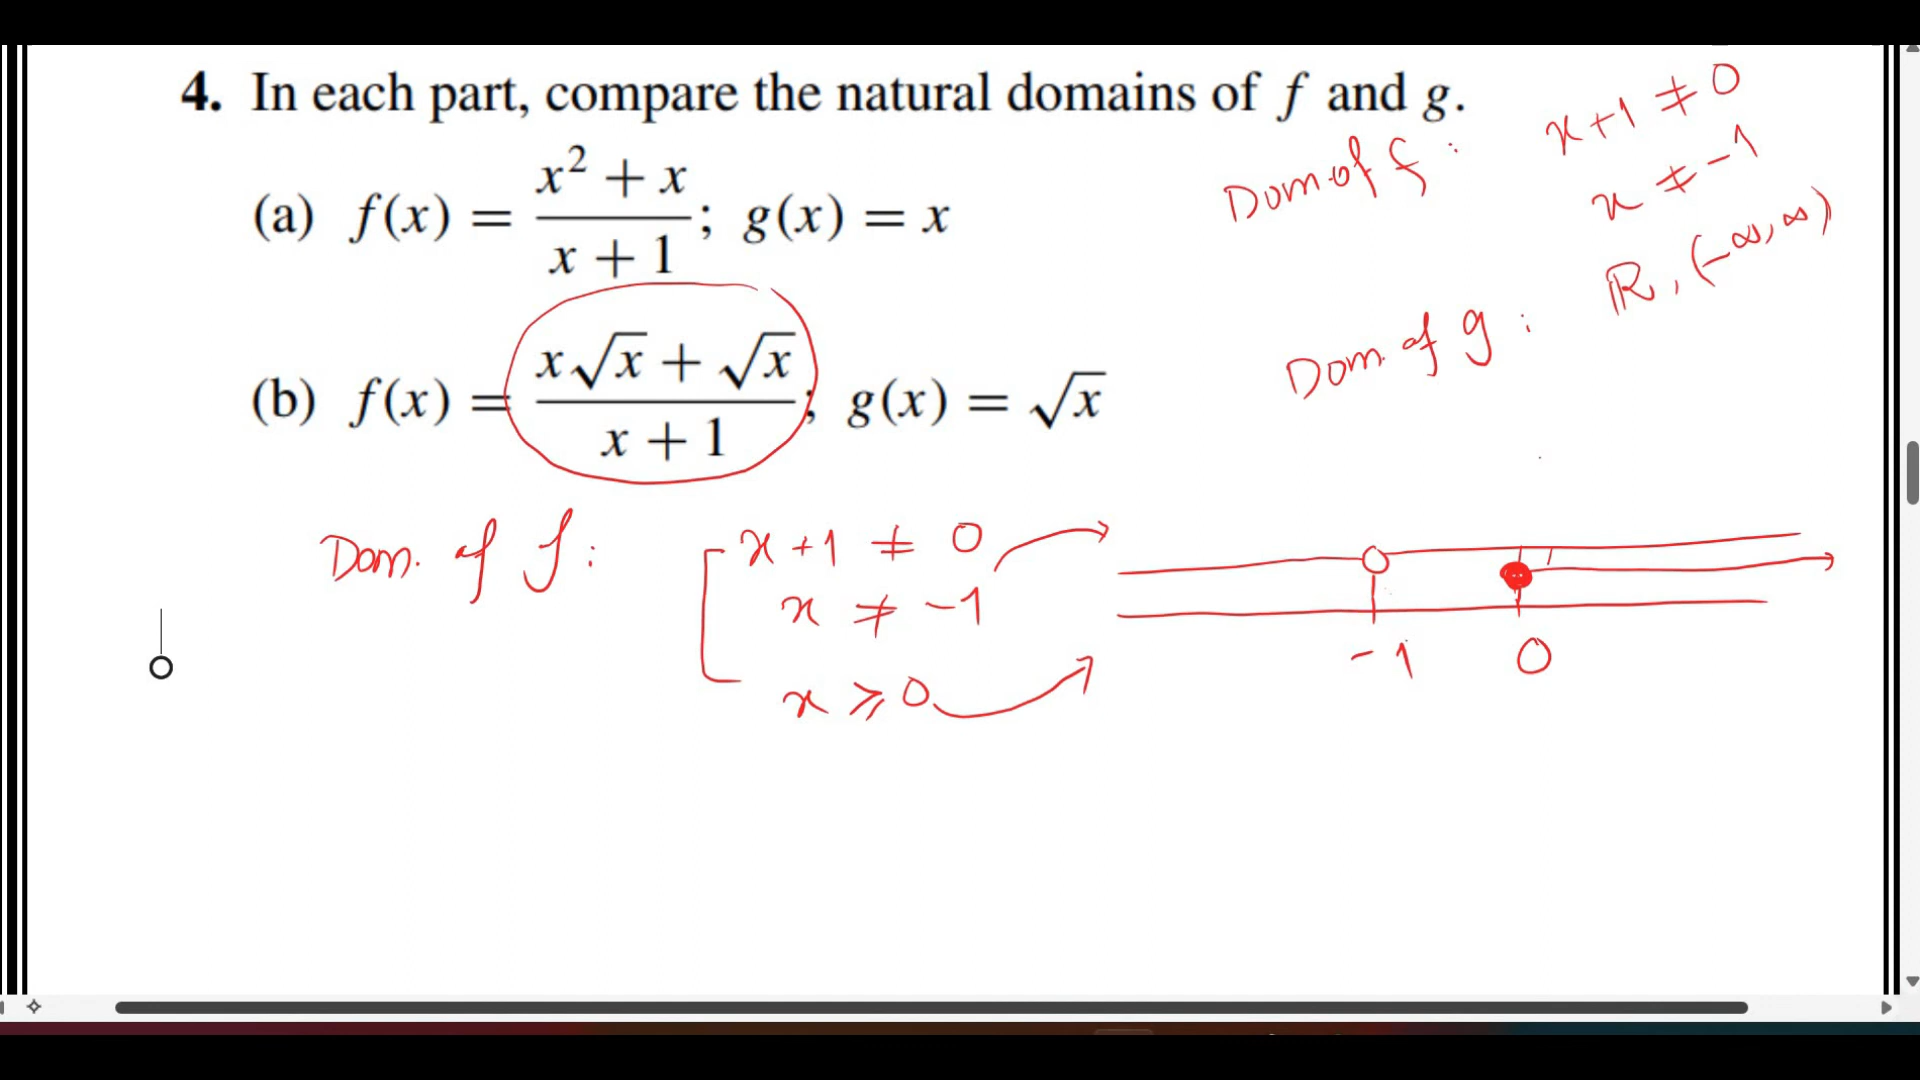 4. In each part, compare the natural domains of f and g.
(a) f(x) = (x² + x)/(x + 1); g(x) = x
(b) f(x) = (x√x + √x)/(x + 1); g(x) = √x
Dom. of f :
x+1 ≠ 0
x ≠ -1
Dom. of g :
ℝ, (-∞, ∞)
Dom. of f :
x+1 ≠ 0
x ≠ -1
x ⩾ 0
-1 0